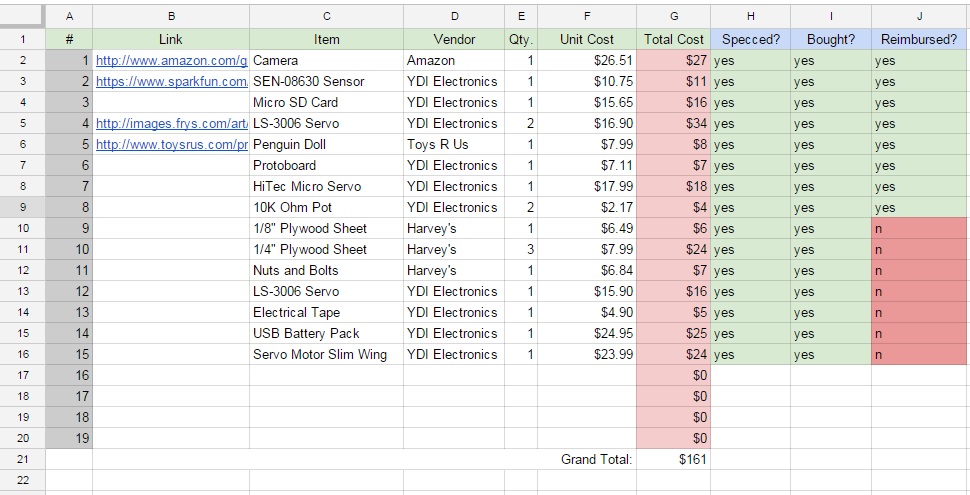 A B C D E F G H I J
1 # Link Item Vendor Qty. Unit Cost Total Cost Specced? Bought? Reimbursed?
2 1 http://www.amazon.com/g Camera Amazon 1 $26.51 $27 yes yes yes
3 2 https://www.sparkfun.com SEN-08630 Sensor YDI Electronics 1 $10.75 $11 yes yes yes
4 3 Micro SD Card YDI Electronics 1 $15.65 $16 yes yes yes
5 4 http://images.frys.com/art/ LS-3006 Servo YDI Electronics 2 $16.90 $34 yes yes yes
6 5 http://www.toysrus.com/pr Penguin Doll Toys R Us 1 $7.99 $8 yes yes yes
7 6 Protoboard YDI Electronics 1 $7.11 $7 yes yes yes
8 7 HiTec Micro Servo YDI Electronics 1 $17.99 $18 yes yes yes
9 8 10K Ohm Pot YDI Electronics 2 $2.17 $4 yes yes yes
10 9 1/8" Plywood Sheet Harvey's 1 $6.49 $6 yes yes n
11 10 1/4" Plywood Sheet Harvey's 3 $7.99 $24 yes yes n
12 11 Nuts and Bolts Harvey's 1 $6.84 $7 yes yes n
13 12 LS-3006 Servo YDI Electronics 1 $15.90 $16 yes yes n
14 13 Electrical Tape YDI Electronics 1 $4.90 $5 yes yes n
15 14 USB Battery Pack YDI Electronics 1 $24.95 $25 yes yes n
16 15 Servo Motor Slim Wing YDI Electronics 1 $23.99 $24 yes yes n
17 16 $0
18 17 $0
19 18 $0
20 19 $0
21 Grand Total: $161
22